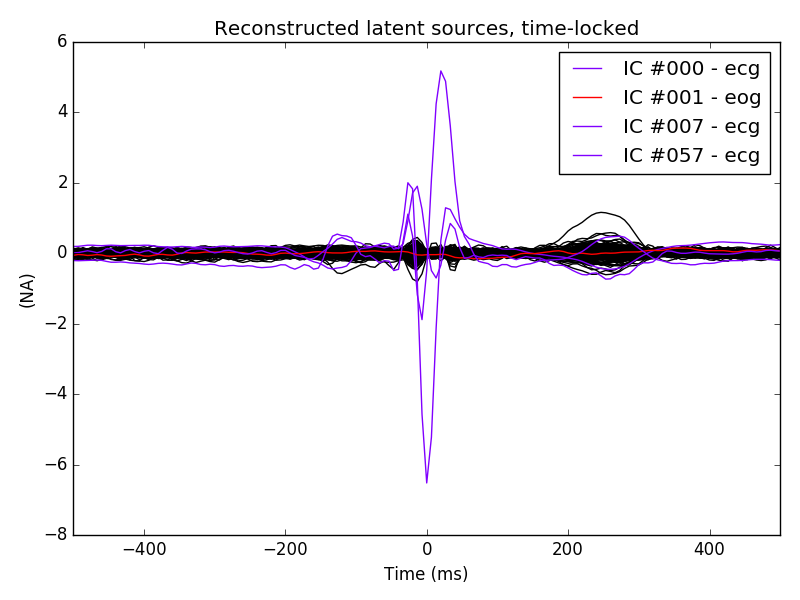 Reconstructed latent sources, time-locked
IC #000 - ecg
IC #001 - eog
IC #007 - ecg
IC #057 - ecg
6
4
2
0
−2
−4
−6
−8
(NA)
−400
−200
0
200
400
Time (ms)